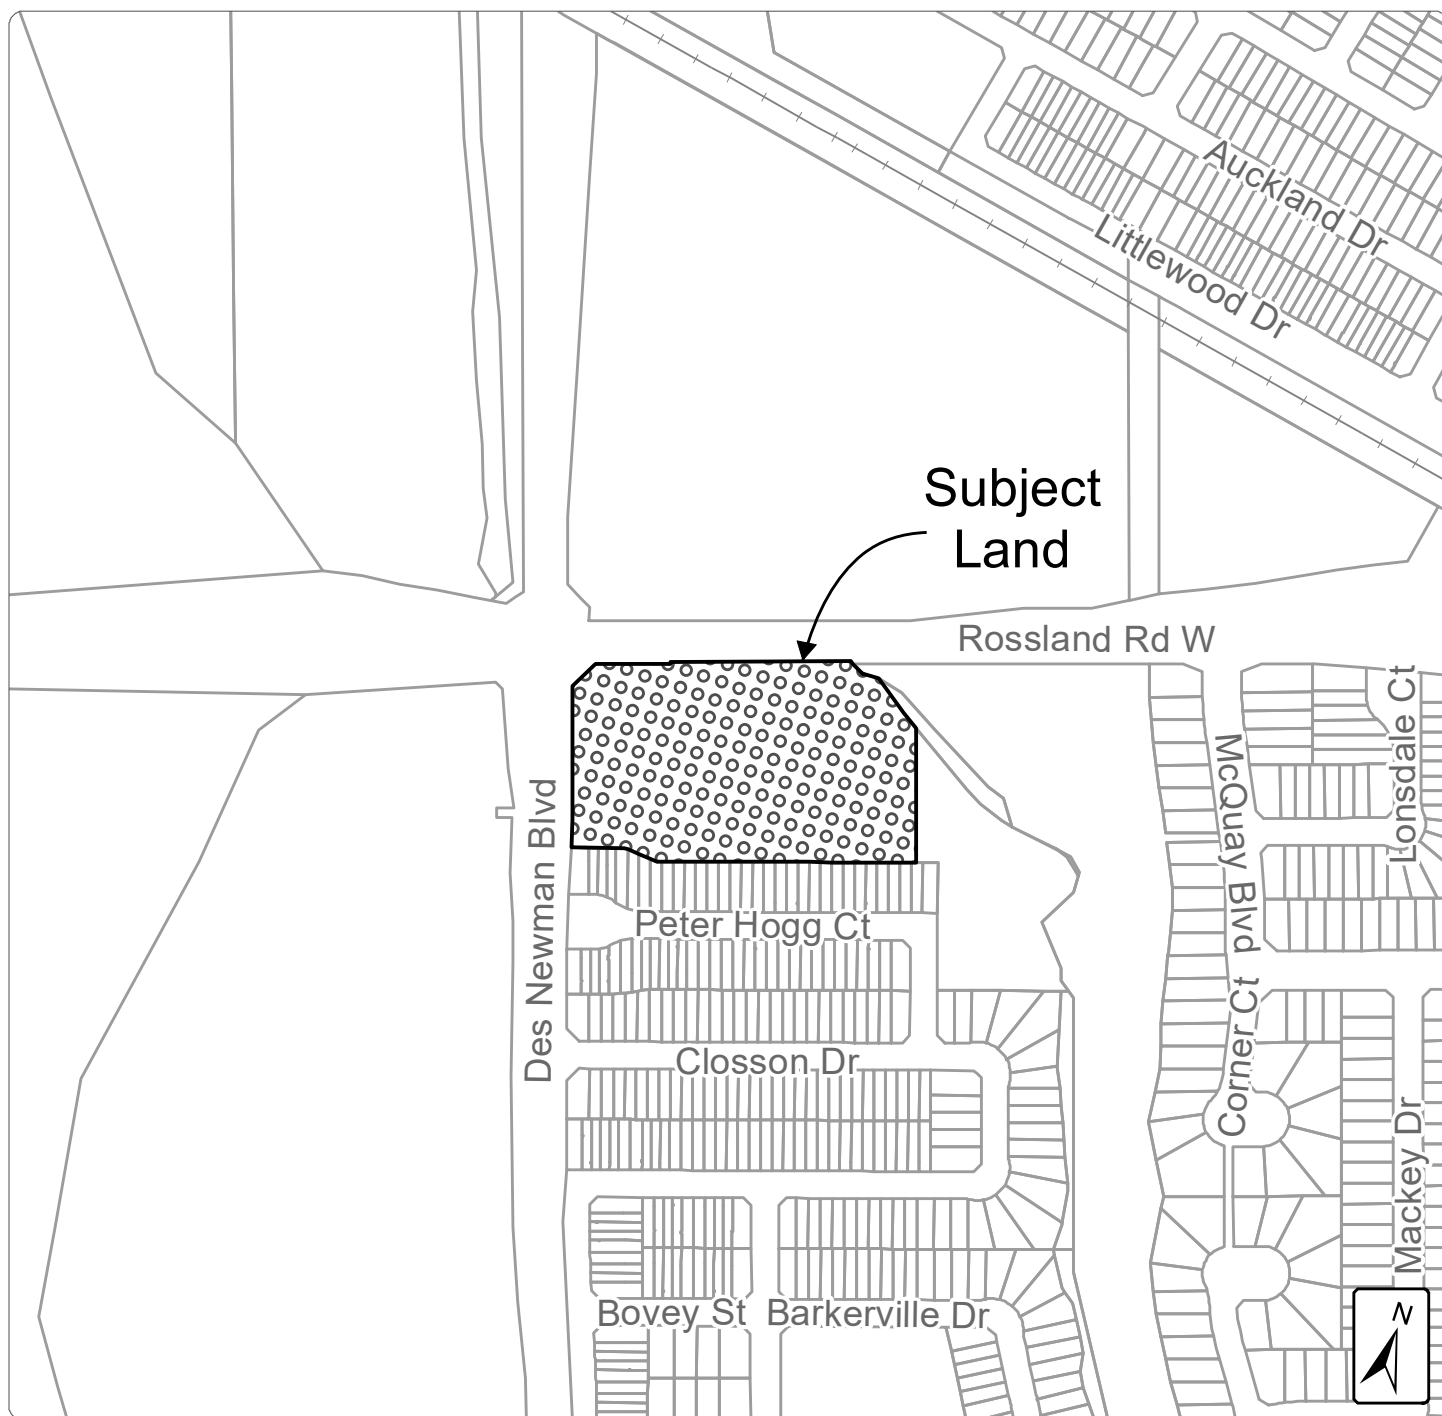 Auckland Dr
Littlewood Dr
Subject
Land
Rossland Rd W
Lonsdale Ct
McQuay Blvd
Des Newman Blvd
Peter Hogg Ct
Corner Ct
Closson Dr
Mackey Dr
Bovey St
Barkerville Dr
N